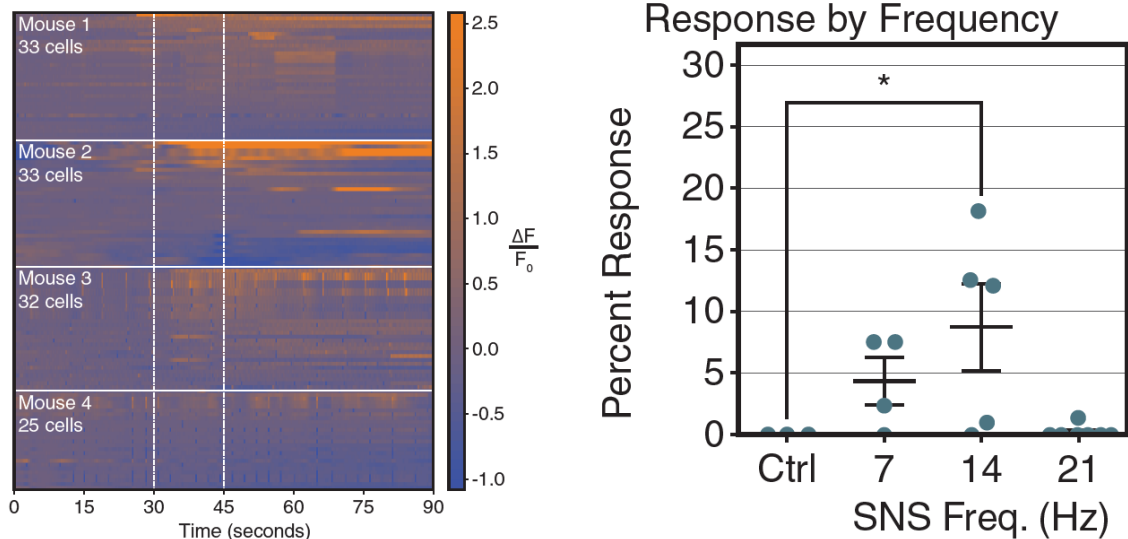 Mouse 1
33 cells
Mouse 2
33 cells
Mouse 3
32 cells
Mouse 4
25 cells
0 15 30 45 60 75 90
Time (seconds)
2.5
2.0
1.5
1.0
0.5
0.0
-0.5
-1.0
ΔF
F₀
Response by Frequency
Percent Response
30
25
20
15
10
5
0
*
Ctrl 7 14 21
SNS Freq. (Hz)